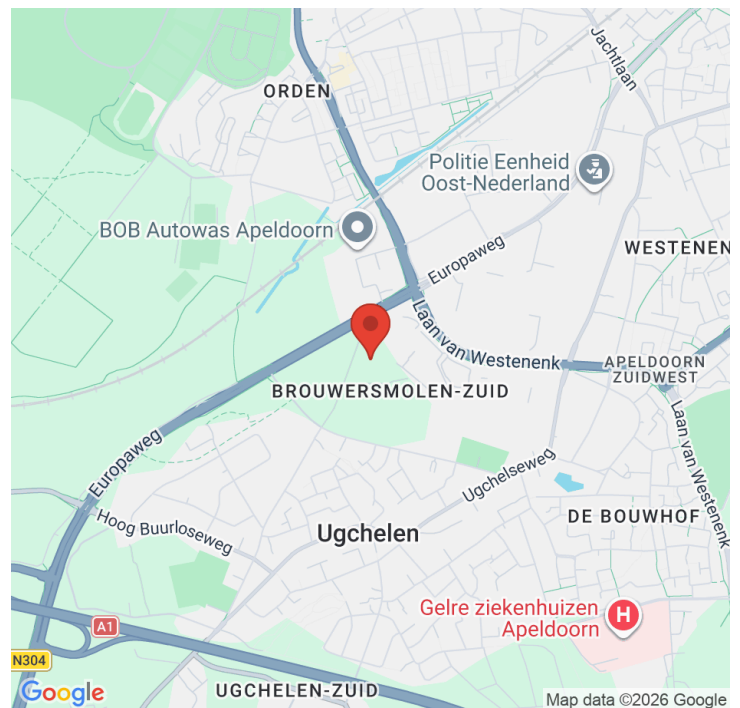 Jachtlaan
ORDEN
Politie Eenheid
Oost-Nederland
BOB Autowas Apeldoorn
WESTENEN
Europaweg
Laan van Westenenk
APELDOORN
ZUIDWEST
BROUWERSMOLEN-ZUID
Laan van Westenenk
Europaweg
Ugchelseweg
Hoog Buurloseweg
Ugchelen
DE BOUWHOF
Gelre ziekenhuizen
Apeldoorn
H
A1
N304
UGCHELEN-ZUID
Google
Map data ©2026 Google